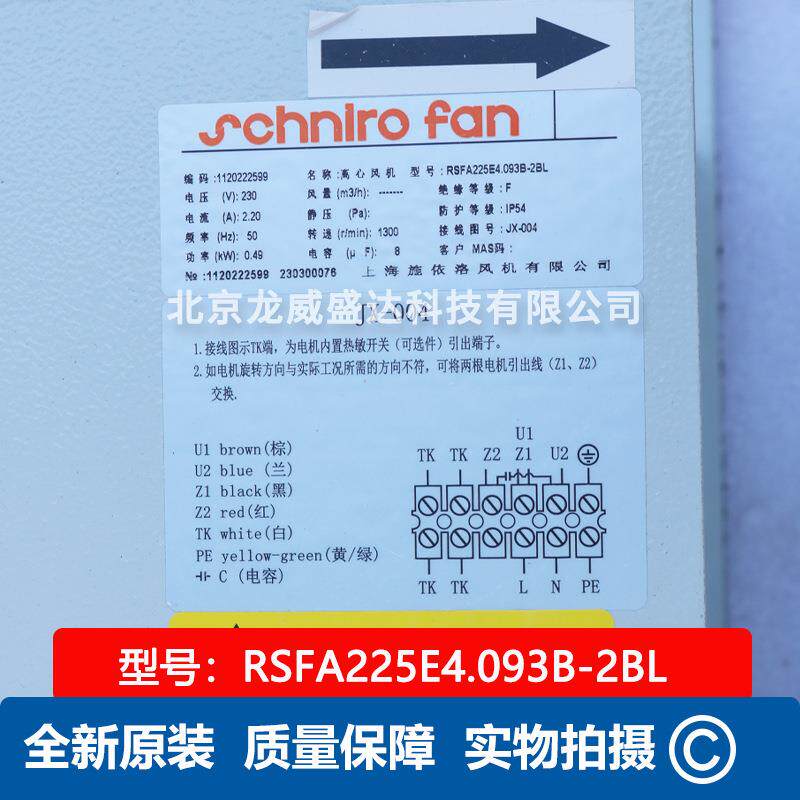 schniro fan
编码:1120222599 名称:离心风机 型号:RSFA225E4.093B-2BL
电压 (V):230 风量(m3/h): ------- 绝缘等级:F
电流 (A):2.20 静压 (Pa): 防护等级:IP54
频率 (Hz):50 转速(r/min): 1300 接线图号:JX-004
功率(kW):0.49 电容 (μ F): 8 客户 MAS码:
№:1120222599 230300076 上海施依洛风机有限公司
北京龙威盛达科技有限公司
JX-004
1.接线图示TK端，为电机内置热敏开关（可选件）引出端子。
2.如电机旋转方向与实际工况所需的方向不符，可将两根电机引出线（Z1、Z2）
交换.
U1 brown(棕)
U2 blue (兰)
Z1 black(黑)
Z2 red(红)
TK white(白)
PE yellow-green(黄/绿)
C (电容)
U1
TK TK Z2 Z1 U2
TK TK L N PE
型号：RSFA225E4.093B-2BL
全新原装 质量保障 实物拍摄 ©